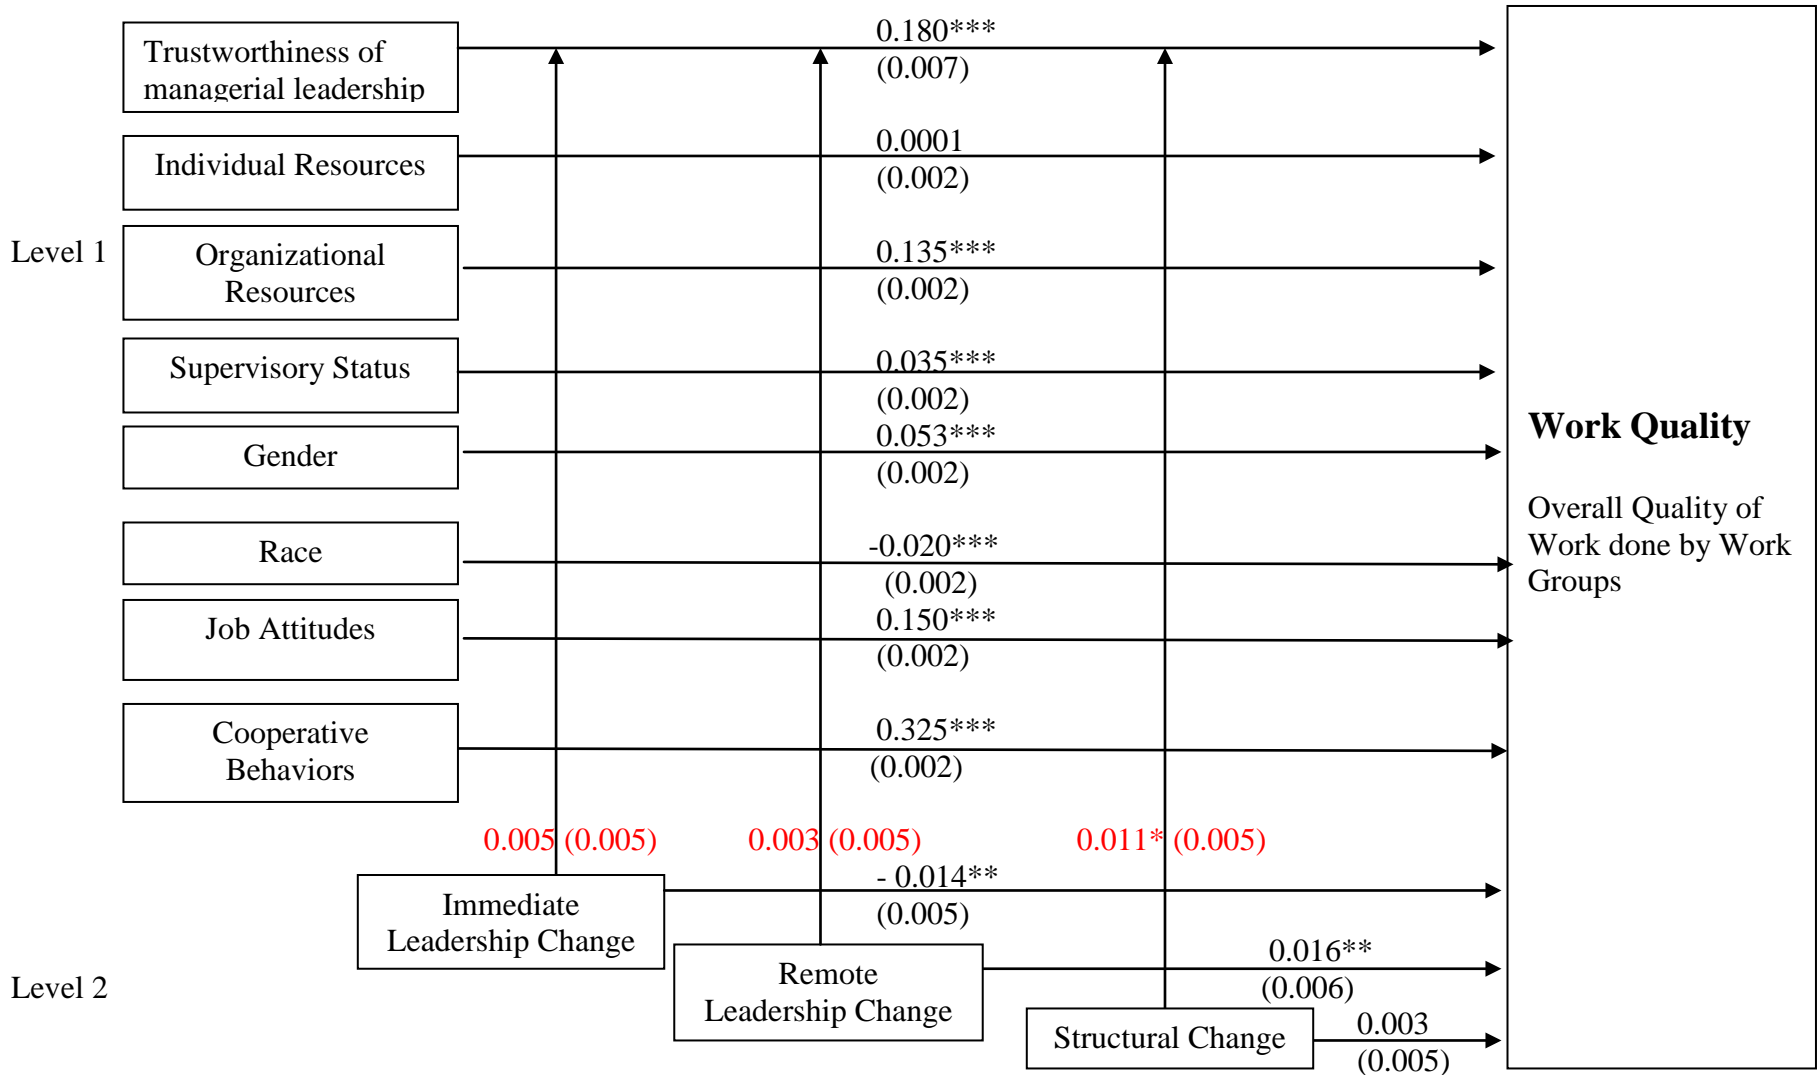 Trustworthiness of
managerial leadership
0.180***
(0.007)
Individual Resources
0.0001
(0.002)
Level 1
Organizational
Resources
0.135***
(0.002)
Supervisory Status
0.035***
(0.002)
Gender
0.053***
(0.002)
Race
-0.020***
(0.002)
Job Attitudes
0.150***
(0.002)
Cooperative
Behaviors
0.325***
(0.002)
Work Quality
Overall Quality of
Work done by Work
Groups
0.005 (0.005)
0.003 (0.005)
0.011* (0.005)
Immediate
Leadership Change
- 0.014**
(0.005)
Level 2
Remote
Leadership Change
0.016**
(0.006)
Structural Change
0.003
(0.005)